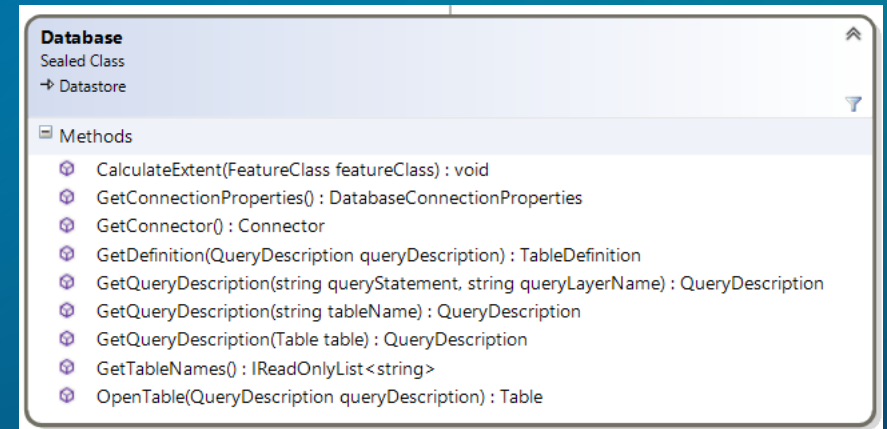 Database
Sealed Class
→ Datastore
Methods
CalculateExtent(FeatureClass featureClass) : void
GetConnectionProperties() : DatabaseConnectionProperties
GetConnector() : Connector
GetDefinition(QueryDescription queryDescription) : TableDefinition
GetQueryDescription(string queryStatement, string queryLayerName) : QueryDescription
GetQueryDescription(string tableName) : QueryDescription
GetQueryDescription(Table table) : QueryDescription
GetTableNames() : IReadOnlyList<string>
OpenTable(QueryDescription queryDescription) : Table